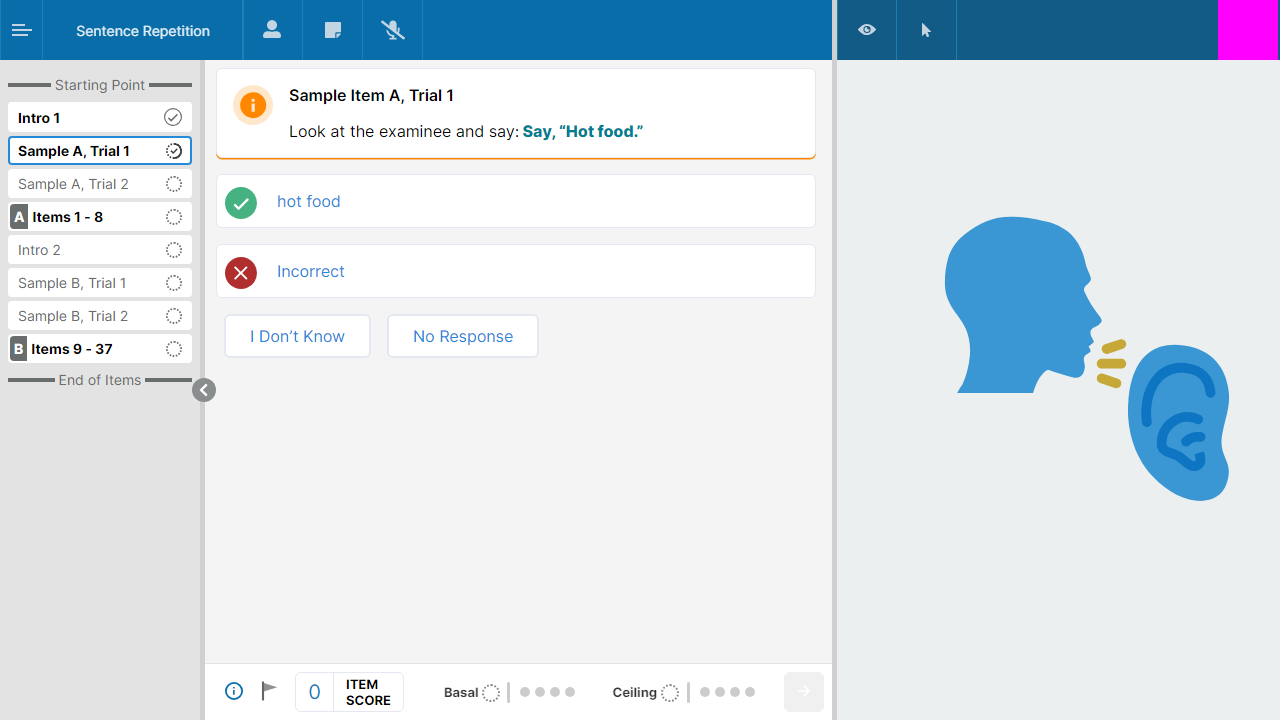 Sentence Repetition
Starting Point
Intro 1
Sample A, Trial 1
Sample A, Trial 2
A Items 1 - 8
Intro 2
Sample B, Trial 1
Sample B, Trial 2
B Items 9 - 37
End of Items
Sample Item A, Trial 1
Look at the examinee and say: Say, “Hot food.”
hot food
Incorrect
I Don’t Know
No Response
0
ITEM
SCORE
Basal
Ceiling